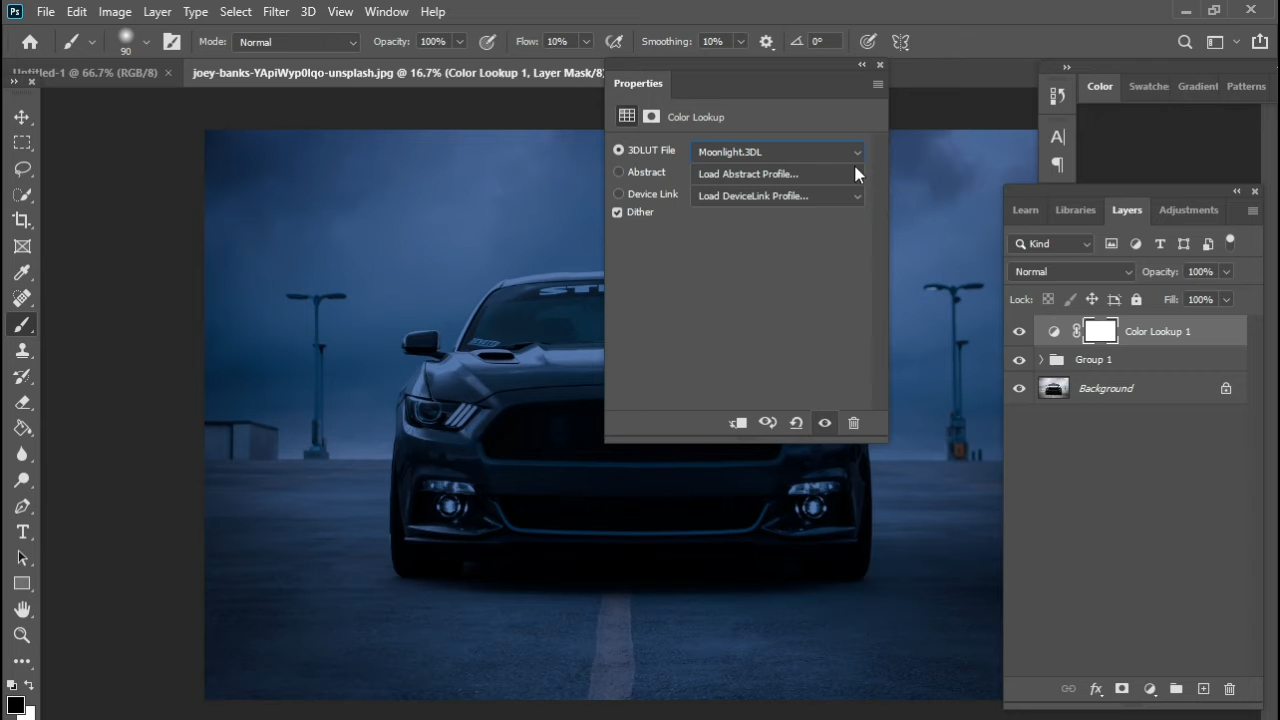 Ps File Edit Image Layer Type Select Filter 3D View Window Help
90 Mode: Normal Opacity: 100% Flow: 10% Smoothing: 10% 0°
Untitled-1 @ 66.7% (RGB/8) × joey-banks-YApiWyp0lqo-unsplash.jpg @ 16.7% (Color Lookup 1, Layer Mask/8)
Properties
Color Lookup
3DLUT File Moonlight.3DL
Abstract Load Abstract Profile...
Device Link Load DeviceLink Profile...
Dither
Color Swatche Gradient Patterns
Learn Libraries Layers Adjustments
Kind
Normal Opacity: 100%
Lock: Fill: 100%
Color Lookup 1
Group 1
Background